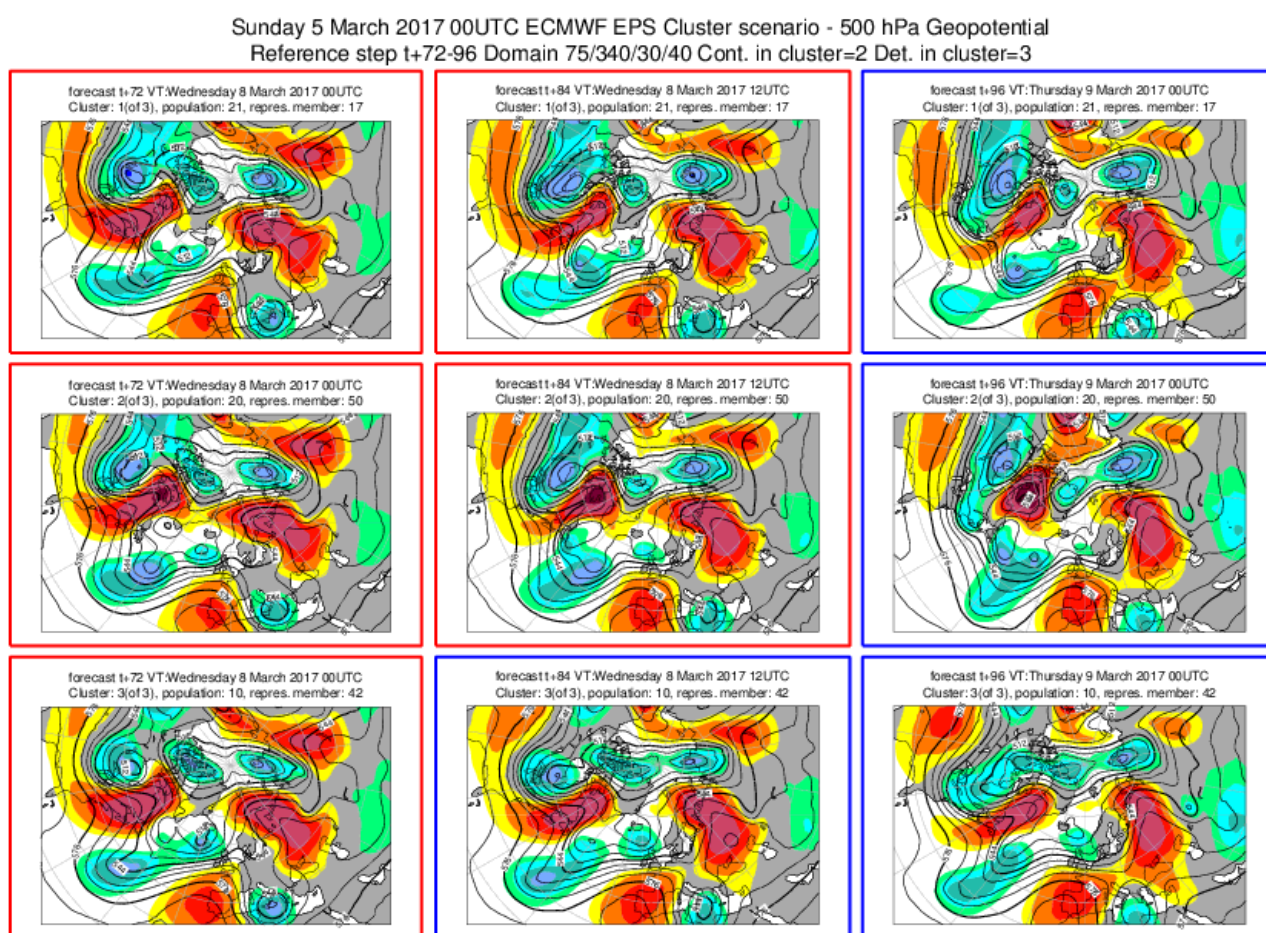 Sunday 5 March 2017 00UTC ECMWF EPS Cluster scenario - 500 hPa Geopotential
Reference step t+72-96 Domain 75/340/30/40 Cont. in cluster=2 Det. in cluster=3
forecast t+72 VT:Wednesday 8 March 2017 00UTC
Cluster: 1(of 3), population: 21, repres. member: 17
forecast t+84 VT:Wednesday 8 March 2017 12UTC
Cluster: 1(of 3), population: 21, repres. member: 17
forecast t+96 VT:Thursday 9 March 2017 00UTC
Cluster: 1(of 3), population: 21, repres. member: 17
forecast t+72 VT:Wednesday 8 March 2017 00UTC
Cluster: 2(of 3), population: 20, repres. member: 50
forecast t+84 VT:Wednesday 8 March 2017 12UTC
Cluster: 2(of 3), population: 20, repres. member: 50
forecast t+96 VT:Thursday 9 March 2017 00UTC
Cluster: 2(of 3), population: 20, repres. member: 50
forecast t+72 VT:Wednesday 8 March 2017 00UTC
Cluster: 3(of 3), population: 10, repres. member: 42
forecast t+84 VT:Wednesday 8 March 2017 12UTC
Cluster: 3(of 3), population: 10, repres. member: 42
forecast t+96 VT:Thursday 9 March 2017 00UTC
Cluster: 3(of 3), population: 10, repres. member: 42